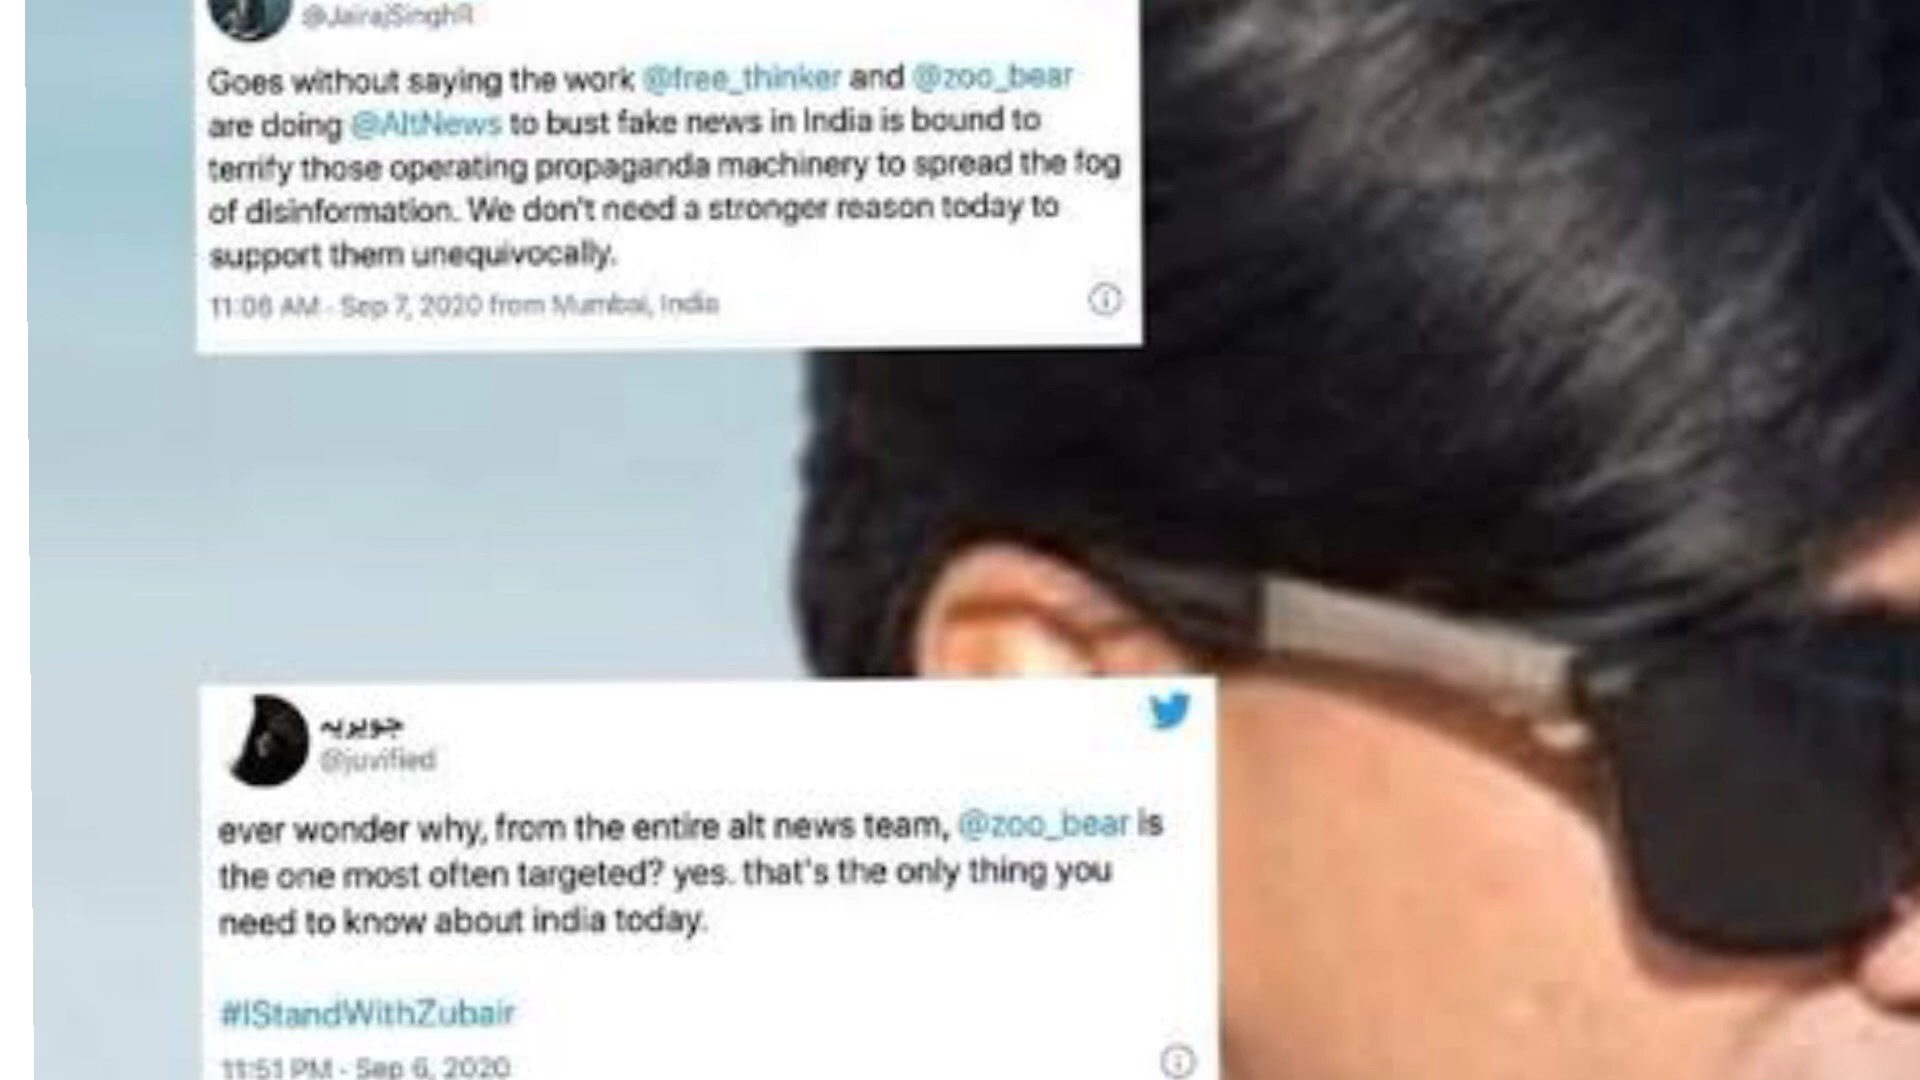 @JairajSinghR
Goes without saying the work @free_thinker and @zoo_bear
are doing @AltNews to bust fake news in India is bound to
terrify those operating propaganda machinery to spread the fog
of disinformation. We don't need a stronger reason today to
support them unequivocally.
11:06 AM · Sep 7, 2020 from Mumbai, India
جویریہ
@juvified
ever wonder why, from the entire alt news team, @zoo_bear is
the one most often targeted? yes. that's the only thing you
need to know about india today.
#IStandWithZubair
11:51 PM · Sep 6, 2020